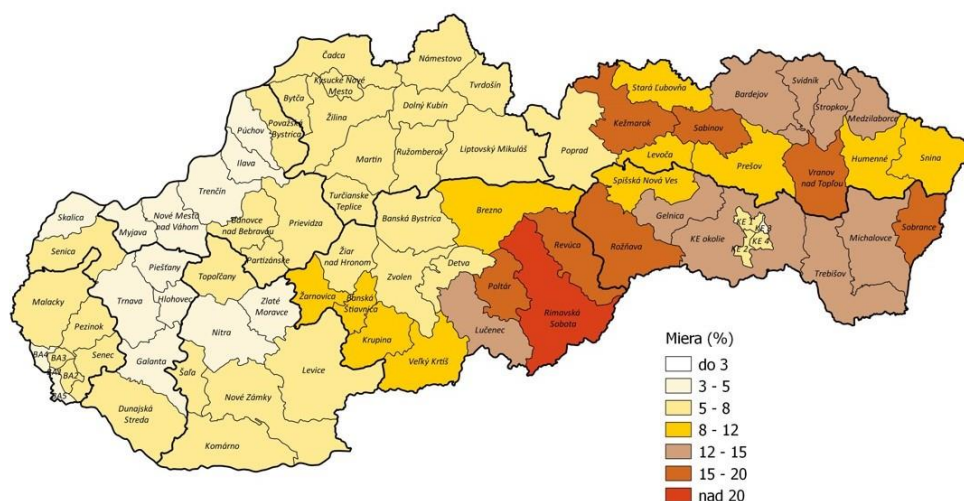 Čadca
Námestovo
Kysucké Nové
Mesto
Tvrdošín
Bytča
Dolný Kubín
Považská
Bystrica
Žilina
Púchov
Ilava
Martin
Ružomberok
Liptovský Mikuláš
Poprad
Stará Ľubovňa
Kežmarok
Sabinov
Bardejov
Svidník
Stropkov
Medzilaborce
Levoča
Prešov
Vranov
nad Topľou
Humenné
Snina
Spišská Nová Ves
Gelnica
Rožňava
KE okolie
KE 1
KE 3
KE 4
Michalovce
Sobrance
Trebišov
Trenčín
Skalica
Myjava
Nové Mesto
nad Váhom
Bánovce
nad Bebravou
Prievidza
Turčianske
Teplice
Banská Bystrica
Brezno
Revúca
Senica
Partizánske
Žiar
nad Hronom
Zvolen
Detva
Poltár
Rimavská
Sobota
Piešťany
Topoľčany
Malacky
Trnava
Hlohovec
Zlaté
Moravce
Žarnovica
Banská
Štiavnica
Lučenec
Pezinok
Nitra
Krupina
Veľký Krtíš
BA4
BA3
BA2
BA5
Senec
Galanta
Šaľa
Levice
Nové Zámky
Dunajská
Streda
Komárno
Miera (%)
do 3
3 - 5
5 - 8
8 - 12
12 - 15
15 - 20
nad 20